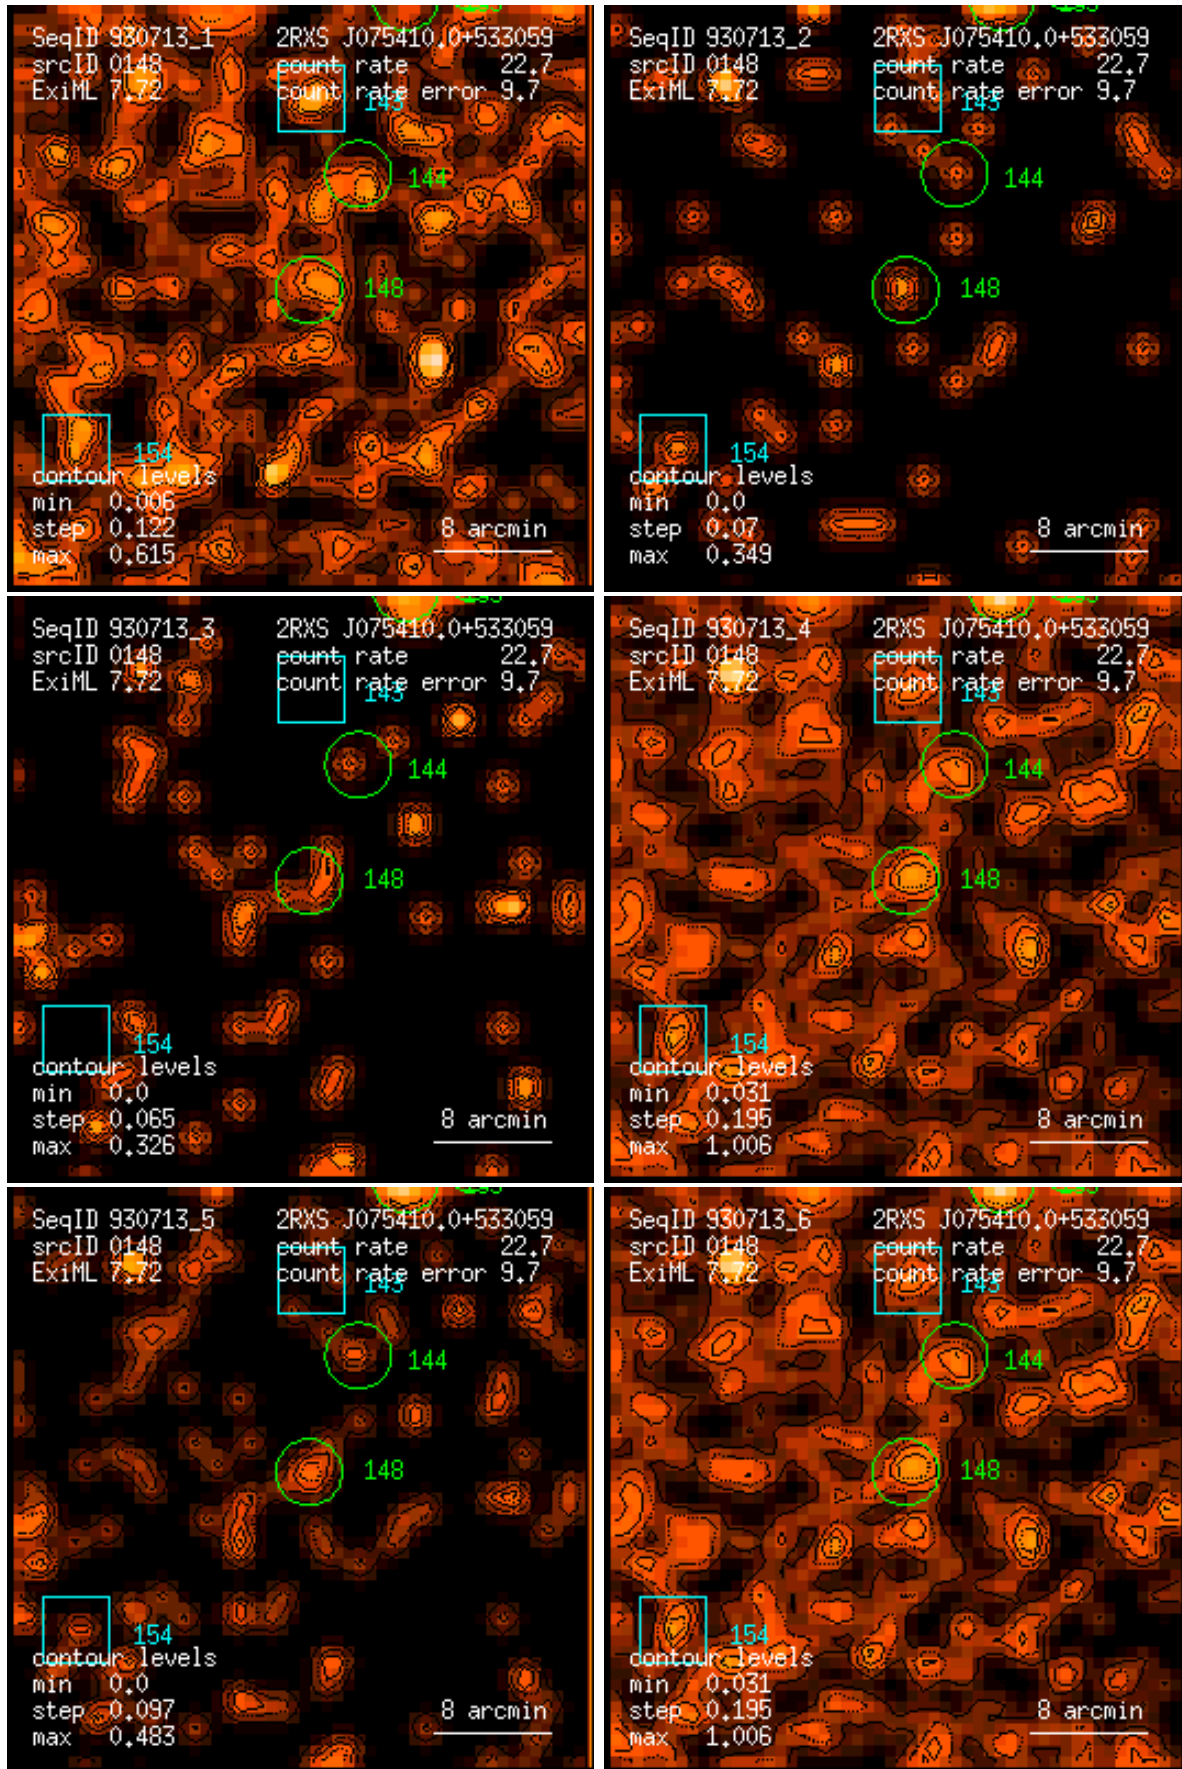 SeqID 930713_1 2RXS J075410.0+533059
srcID 0148 count rate 22.7
ExiML 7.72 count rate error 9.7
143
144
148
154
contour levels
min 0.006
step 0.122 8 arcmin
max 0.615
SeqID 930713_2 2RXS J075410.0+533059
srcID 0148 count rate 22.7
ExiML 7.72 count rate error 9.7
143
144
148
154
contour levels
min 0.0
step 0.07 8 arcmin
max 0.349
SeqID 930713_3 2RXS J075410.0+533059
srcID 0148 count rate 22.7
ExiML 7.72 count rate error 9.7
143
144
148
154
contour levels
min 0.0
step 0.065 8 arcmin
max 0.326
SeqID 930713_4 2RXS J075410.0+533059
srcID 0148 count rate 22.7
ExiML 7.72 count rate error 9.7
143
144
148
154
contour levels
min 0.031
step 0.195 8 arcmin
max 1.006
SeqID 930713_5 2RXS J075410.0+533059
srcID 0148 count rate 22.7
ExiML 7.72 count rate error 9.7
143
144
148
154
contour levels
min 0.0
step 0.097 8 arcmin
max 0.483
SeqID 930713_6 2RXS J075410.0+533059
srcID 0148 count rate 22.7
ExiML 7.72 count rate error 9.7
143
144
148
154
contour levels
min 0.031
step 0.195 8 arcmin
max 1.006